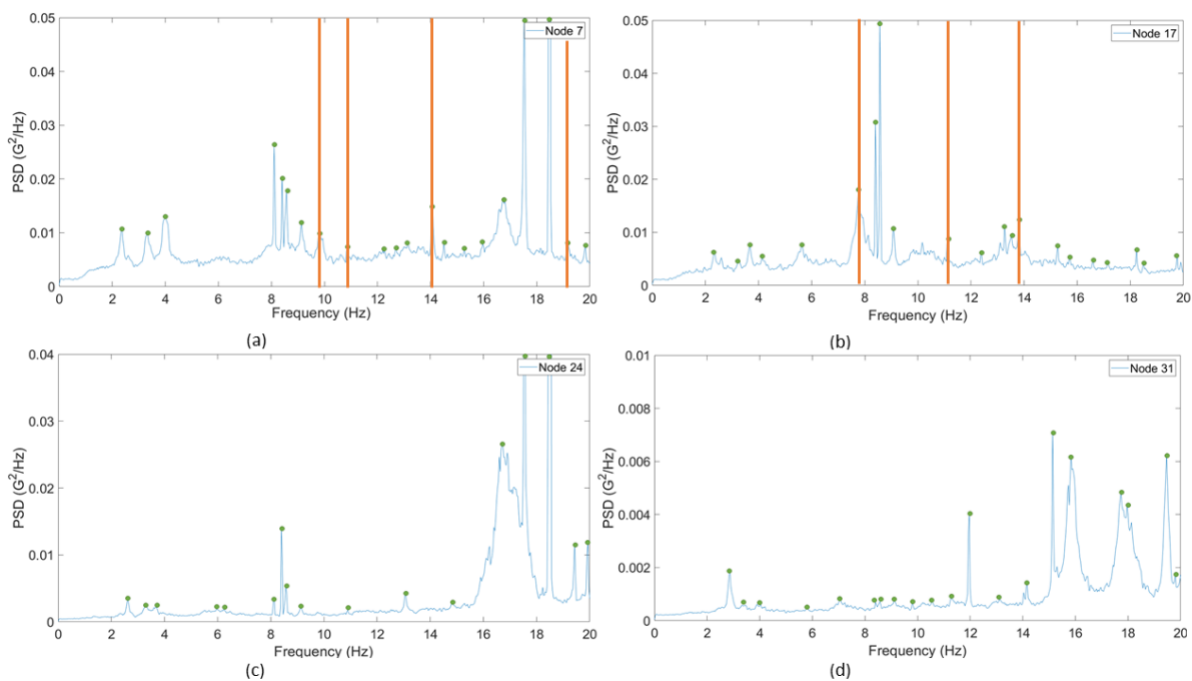 0.05
0.04
0.03
0.02
0.01
0
PSD (G²/Hz)
Node 7
0 2 4 6 8 10 12 14 16 18 20
Frequency (Hz)
(a)
0.05
0.04
0.03
0.02
0.01
0
PSD (G²/Hz)
Node 17
0 2 4 6 8 10 12 14 16 18 20
Frequency (Hz)
(b)
0.04
0.03
0.02
0.01
0
PSD (G²/Hz)
Node 24
0 2 4 6 8 10 12 14 16 18 20
Frequency (Hz)
(c)
0.01
0.008
0.006
0.004
0.002
0
PSD (G²/Hz)
Node 31
0 2 4 6 8 10 12 14 16 18 20
Frequency (Hz)
(d)